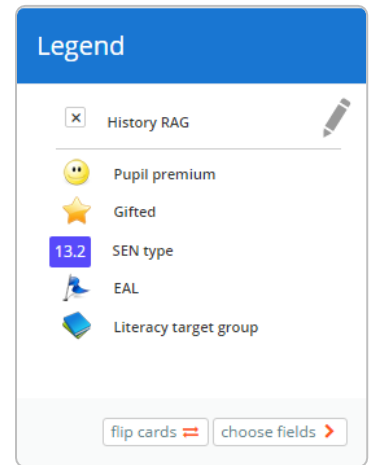 Legend
History RAG
Pupil premium
Gifted
13.2 SEN type
EAL
Literacy target group
flip cards choose fields